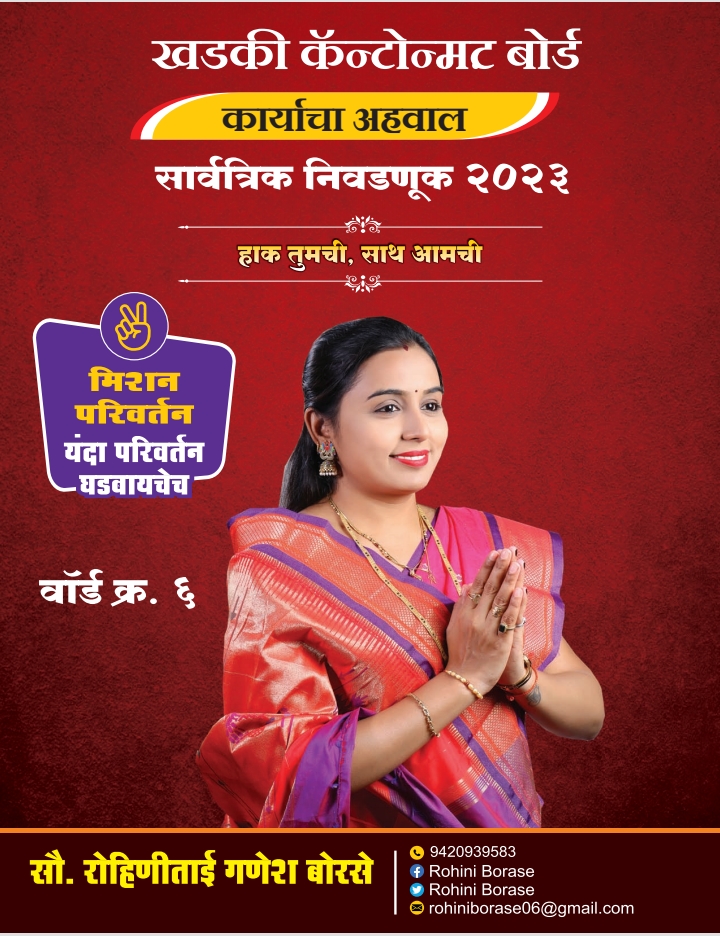 खडकी कॅन्टोन्मट बोर्ड
कार्याचा अहवाल
सार्वत्रिक निवडणूक २०२३
हाक तुमची, साथ आमची
मिशन
परिवर्तन
यंदा परिवर्तन
घडवायचेच
वॉर्ड क्र. ६
सौ. रोहिणीताई गणेश बोरसे
9420939583
Rohini Borase
Rohini Borase
rohiniborase06@gmail.com